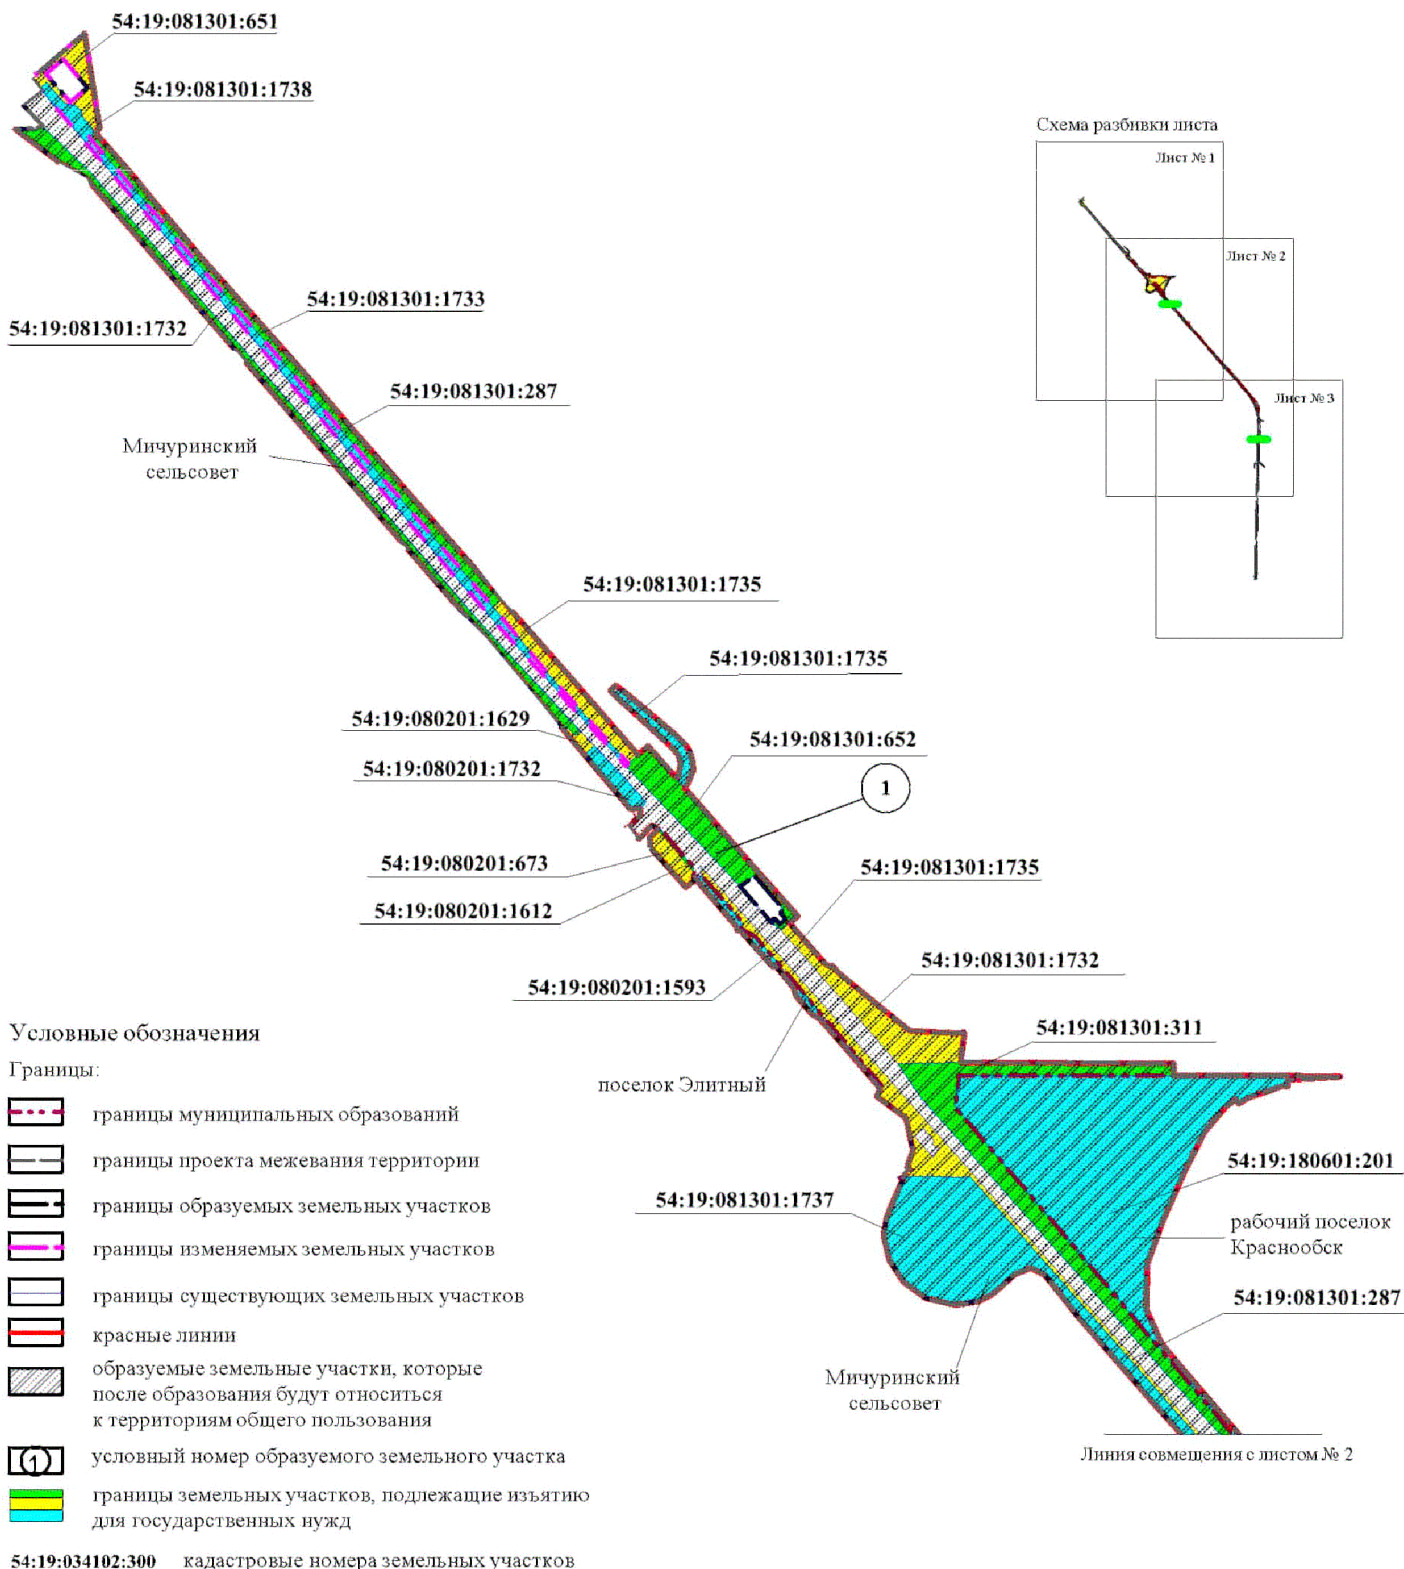 54:19:081301:651
54:19:081301:1738
Схема разбивки листа
Лист № 1
Лист № 2
Лист № 3
54:19:081301:1733
54:19:081301:1732
54:19:081301:287
Мичуринский
сельсовет
54:19:081301:1735
54:19:081301:1735
54:19:080201:1629
54:19:081301:652
54:19:080201:1732
1
54:19:080201:673
54:19:081301:1735
54:19:080201:1612
54:19:081301:1732
54:19:080201:1593
54:19:081301:311
поселок Элитный
54:19:180601:201
54:19:081301:1737
рабочий поселок
Краснообск
54:19:081301:287
Мичуринский
сельсовет
Линия совмещения с листом № 2
Условные обозначения
Границы:
границы муниципальных образований
границы проекта межевания территории
границы образуемых земельных участков
границы изменяемых земельных участков
границы существующих земельных участков
красные линии
образуемые земельные участки, которые
после образования будут относиться
к территориям общего пользования
1
условный номер образуемого земельного участка
границы земельных участков, подлежащие изъятию
для государственных нужд
54:19:034102:300 кадастровые номера земельных участков